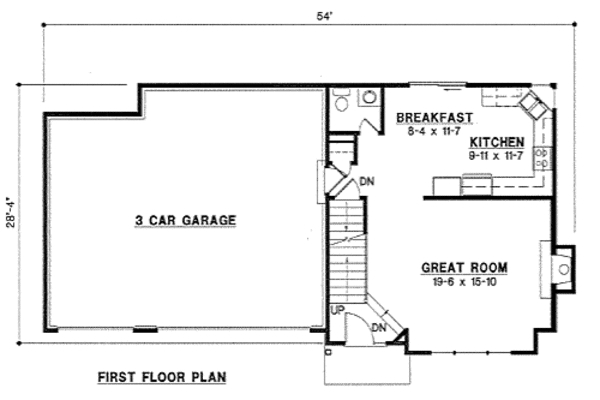 54'
BREAKFAST
8-4 x 11-7
KITCHEN
9-11 x 11-7
DN
28'-4"
3 CAR GARAGE
GREAT ROOM
19-6 x 15-10
UP
DN
FIRST FLOOR PLAN